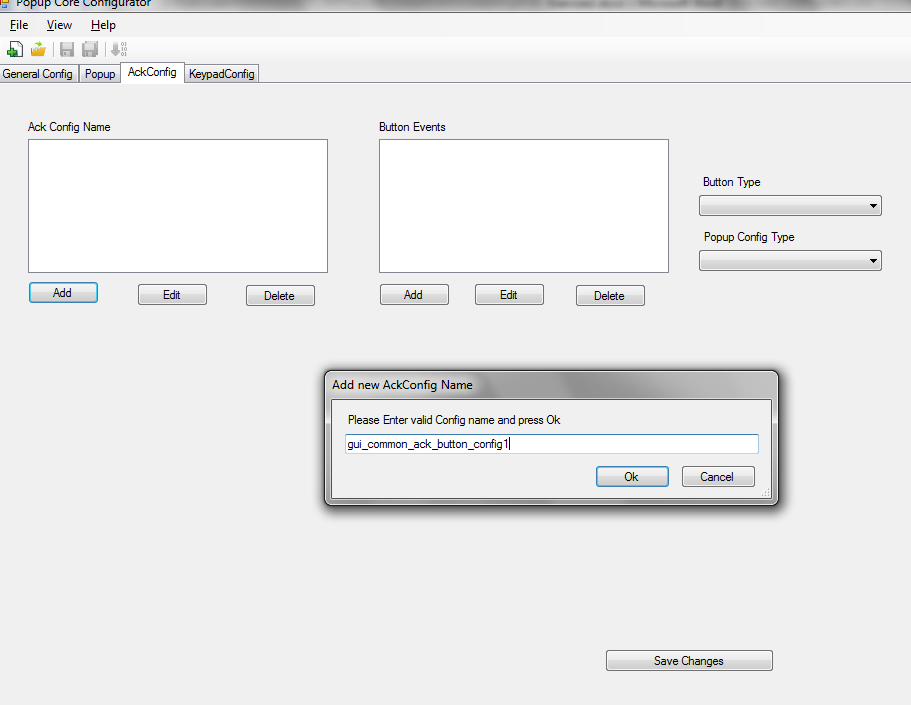 Popup Core Configurator
File View Help
General Config Popup AckConfig KeypadConfig
Ack Config Name
Button Events
Button Type
Popup Config Type
Add Edit Delete
Add Edit Delete
Add new AckConfig Name
Please Enter valid Config name and press Ok
gui_common_ack_button_config1
Ok Cancel
Save Changes